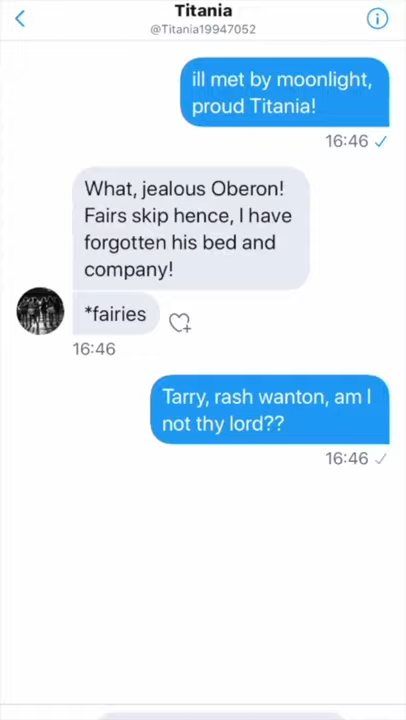 Titania
@Titania19947052
ill met by moonlight,
proud Titania!
16:46
What, jealous Oberon!
Fairs skip hence, I have
forgotten his bed and
company!
*fairies
16:46
Tarry, rash wanton, am I
not thy lord??
16:46